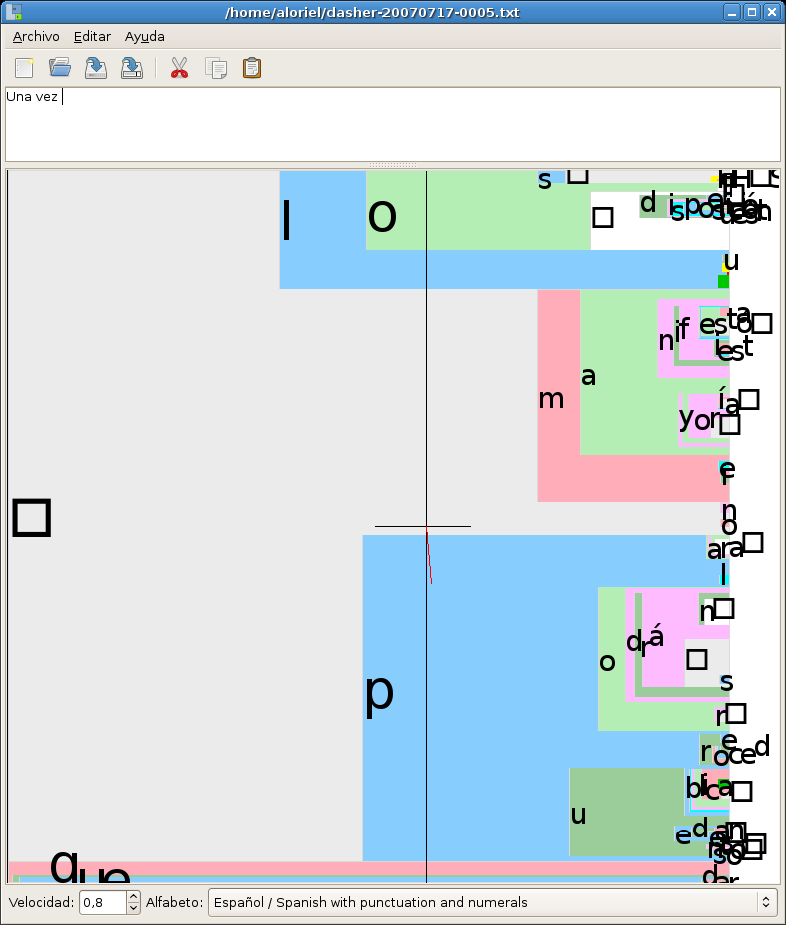 /home/aloriel/dasher-20070717-0005.txt
Archivo Editar Ayuda
Una vez
l o
s
d i s p o s
u
m a
n i f e s t a
e s t
y o r í a
e
r
n
o
a r a
l
p
o d r á n
s
r
r o c e d e
u
b l i c a
e d
q u e
d a r
Velocidad: 0,8 Alfabeto: Español / Spanish with punctuation and numerals